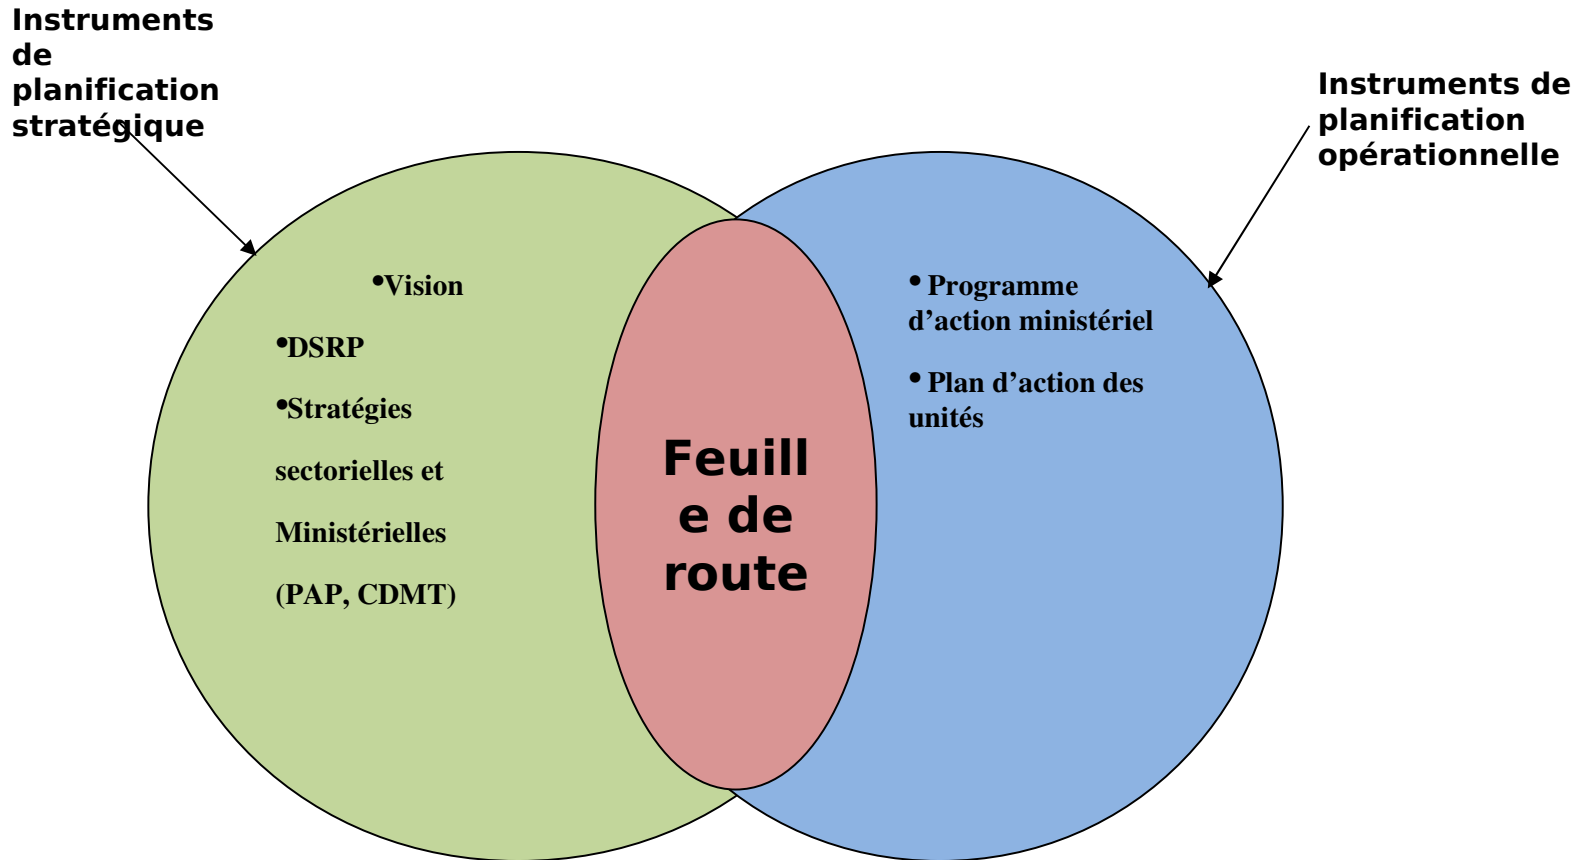 Instruments
de
planification
stratégique
Instruments de
planification
opérationnelle
•Vision
•DSRP
•Stratégies
sectorielles et
Ministérielles
(PAP, CDMT)
Feuill
e de
route
• Programme
d’action ministériel
• Plan d’action des
unités